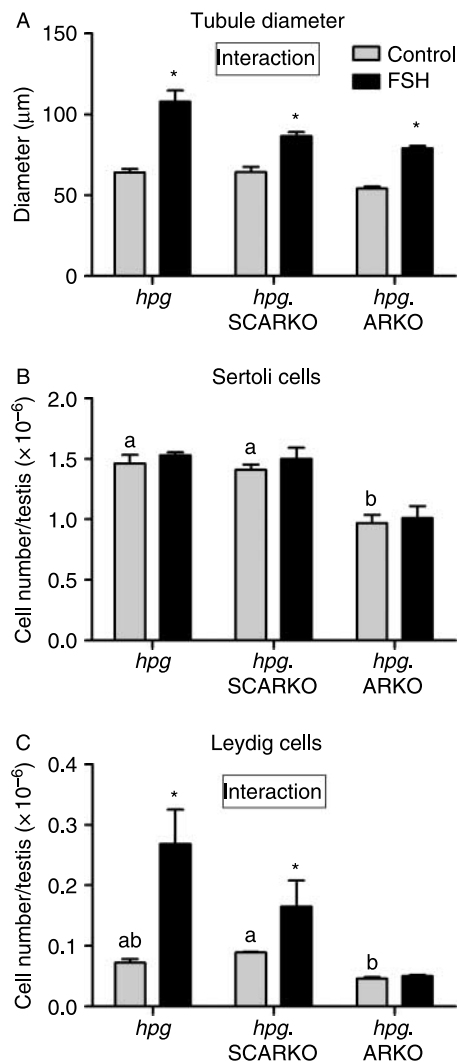 A
Tubule diameter
150
100
50
0
Diameter (µm)
Interaction
Control
FSH
*
*
*
hpg
hpg.
SCARKO
hpg.
ARKO
B
Sertoli cells
2.0
1.5
1.0
0.5
0.0
Cell number/testis (×10⁻⁶)
a
a
b
hpg
hpg.
SCARKO
hpg.
ARKO
C
Leydig cells
0.4
0.3
0.2
0.1
0.0
Cell number/testis (×10⁻⁶)
Interaction
*
*
ab
a
b
hpg
hpg.
SCARKO
hpg.
ARKO